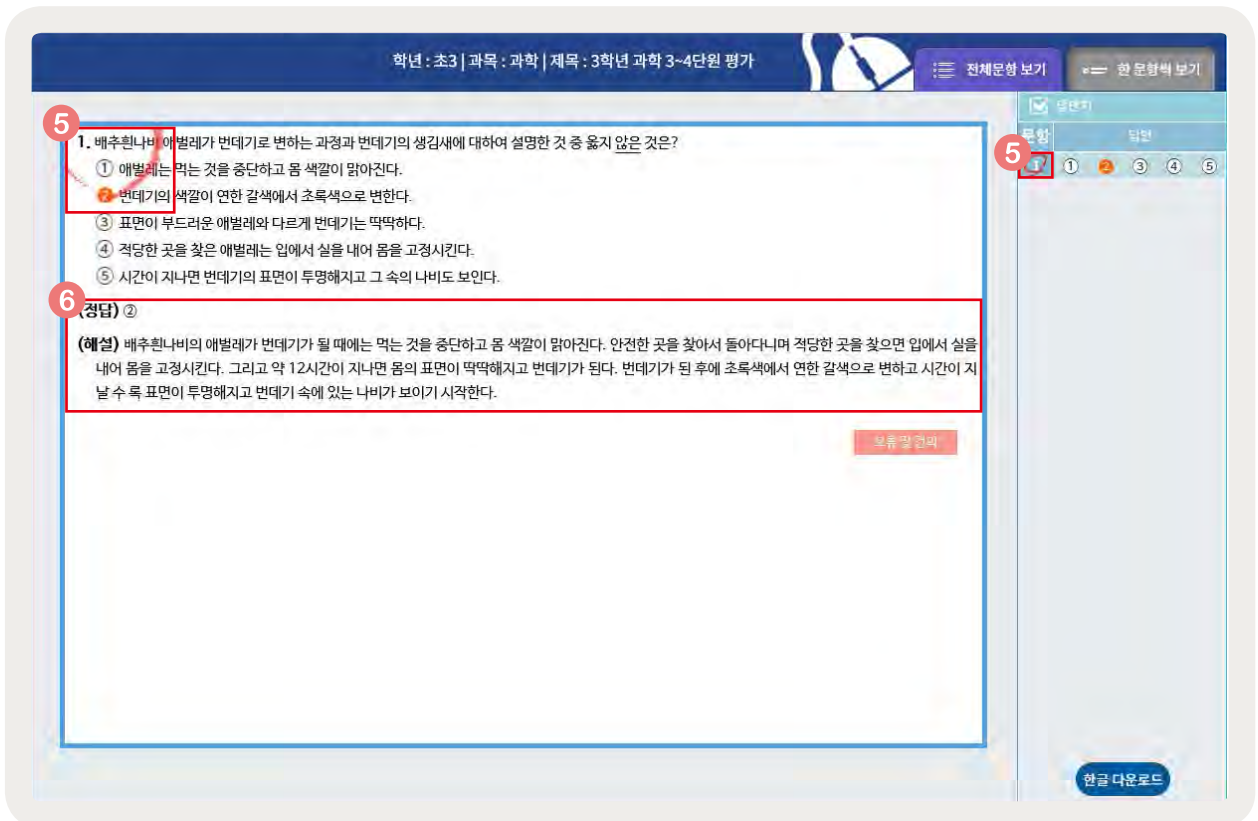 학년 : 초3 | 과목 : 과학 | 제목 : 3학년 과학 3~4단원 평가
전체문항 보기
한 문항씩 보기
답안지
5
1. 배추흰나비 애벌레가 번데기로 변하는 과정과 번데기의 생김새에 대하여 설명한 것 중 옳지 않은 것은?
① 애벌레는 먹는 것을 중단하고 몸 색깔이 맑아진다.
② 번데기의 색깔이 연한 갈색에서 초록색으로 변한다.
③ 표면이 부드러운 애벌레와 다르게 번데기는 딱딱하다.
④ 적당한 곳을 찾은 애벌레는 입에서 실을 내어 몸을 고정시킨다.
⑤ 시간이 지나면 번데기의 표면이 투명해지고 그 속의 나비도 보인다.
6
(정답) ②
(해설) 배추흰나비의 애벌레가 번데기가 될 때에는 먹는 것을 중단하고 몸 색깔이 맑아진다. 안전한 곳을 찾아서 돌아다니며 적당한 곳을 찾으면 입에서 실을
내어 몸을 고정시킨다. 그리고 약 12시간이 지나면 몸의 표면이 딱딱해지고 번데기가 된다. 번데기가 된 후에 초록색에서 연한 갈색으로 변하고 시간이 지
날 수 록 표면이 투명해지고 번데기 속에 있는 나비가 보이기 시작한다.
문항 답안
5
1 ① ② ③ ④ ⑤
한글 다운로드